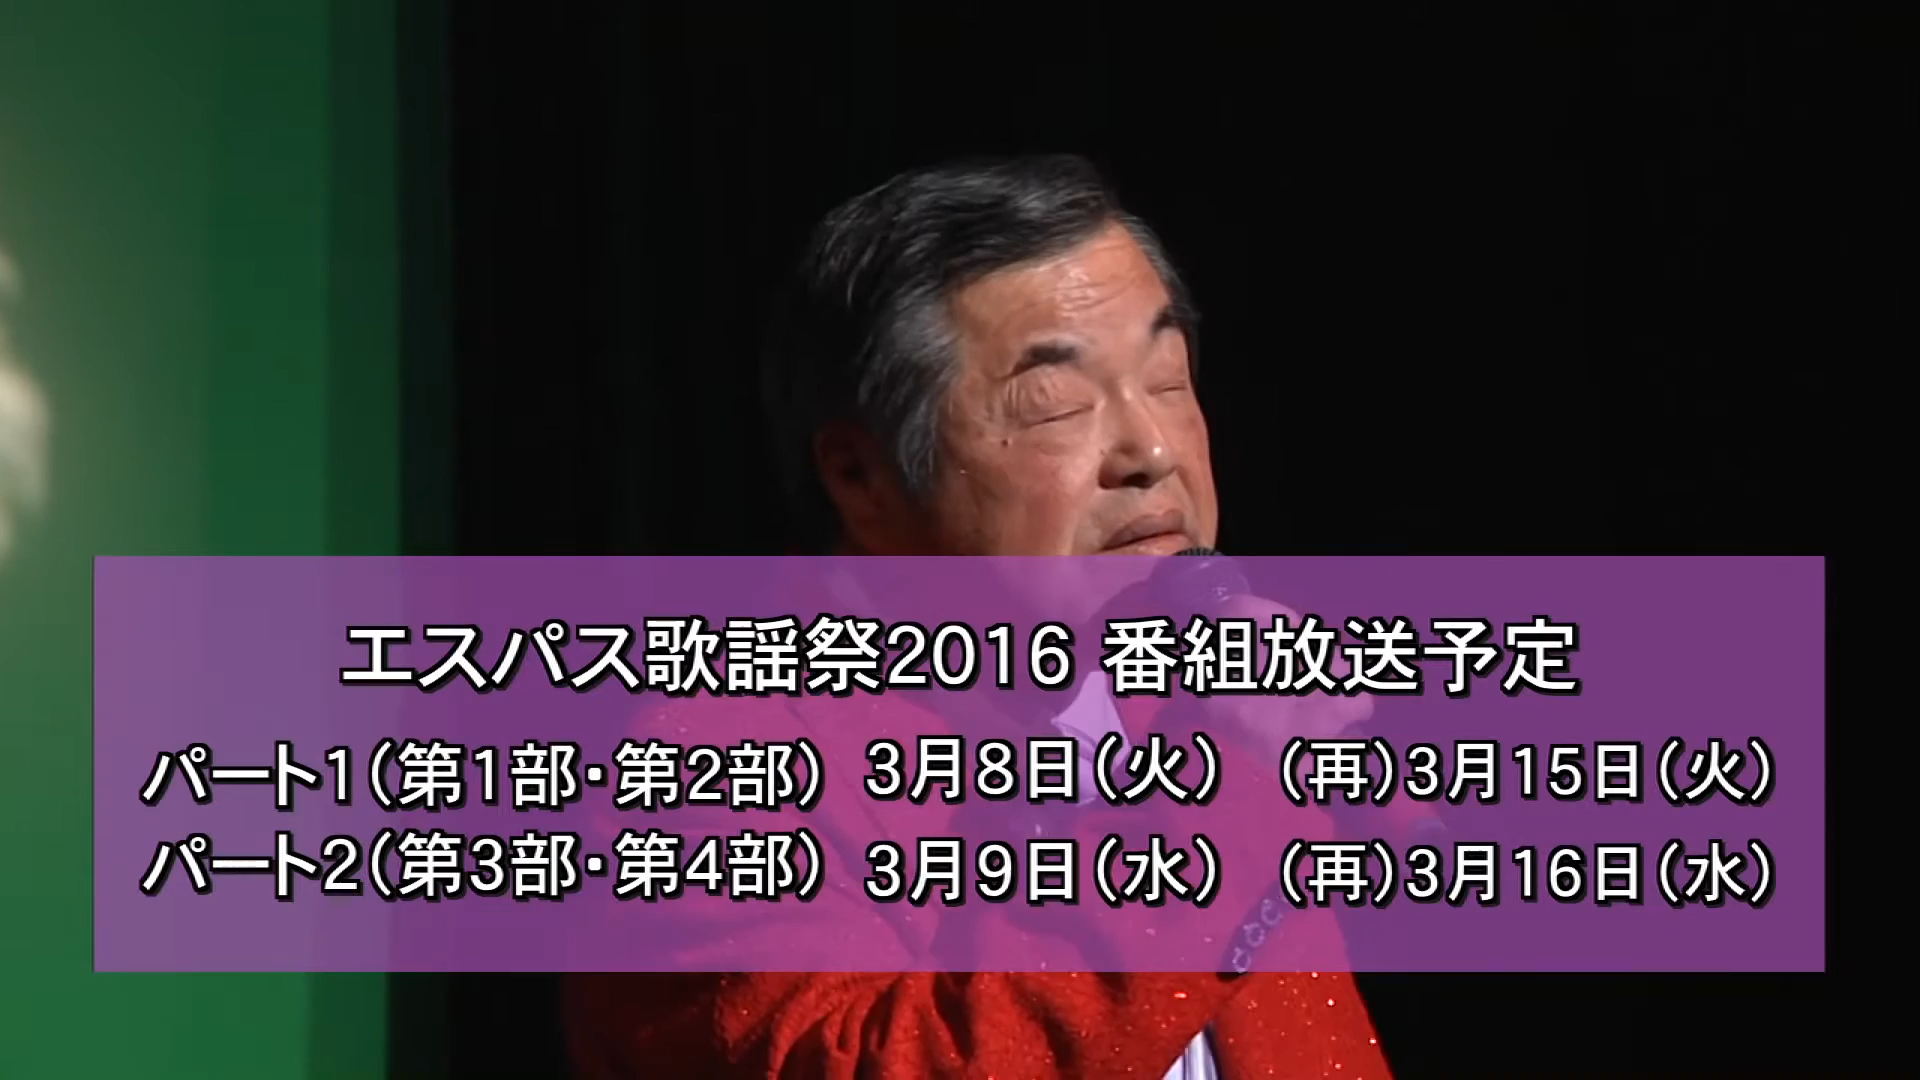 エスパス歌謡祭2016 番組放送予定
パート1(第1部・第2部) 3月8日(火) (再)3月15日(火)
パート2(第3部・第4部) 3月9日(水) (再)3月16日(水)